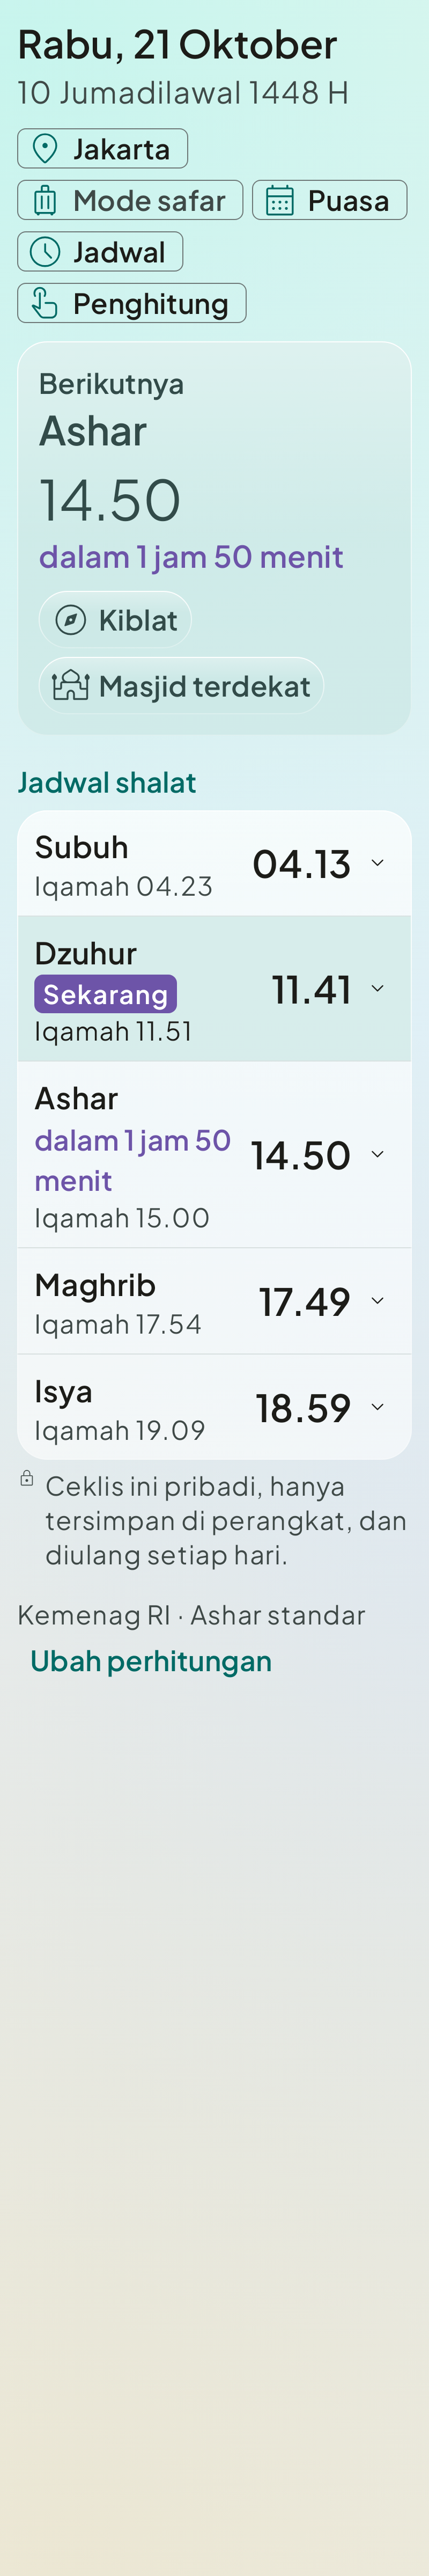 Rabu, 21 Oktober
10 Jumadilawal 1448 H
Jakarta
Mode safar
Puasa
Jadwal
Penghitung
Berikutnya
Ashar
14.50
dalam 1 jam 50 menit
Kiblat
Masjid terdekat
Jadwal shalat
Subuh
Iqamah 04.23
04.13
Dzuhur
Sekarang
Iqamah 11.51
11.41
Ashar
dalam 1 jam 50
menit
Iqamah 15.00
14.50
Maghrib
Iqamah 17.54
17.49
Isya
Iqamah 19.09
18.59
Ceklis ini pribadi, hanya
tersimpan di perangkat, dan
diulang setiap hari.
Kemenag RI · Ashar standar
Ubah perhitungan